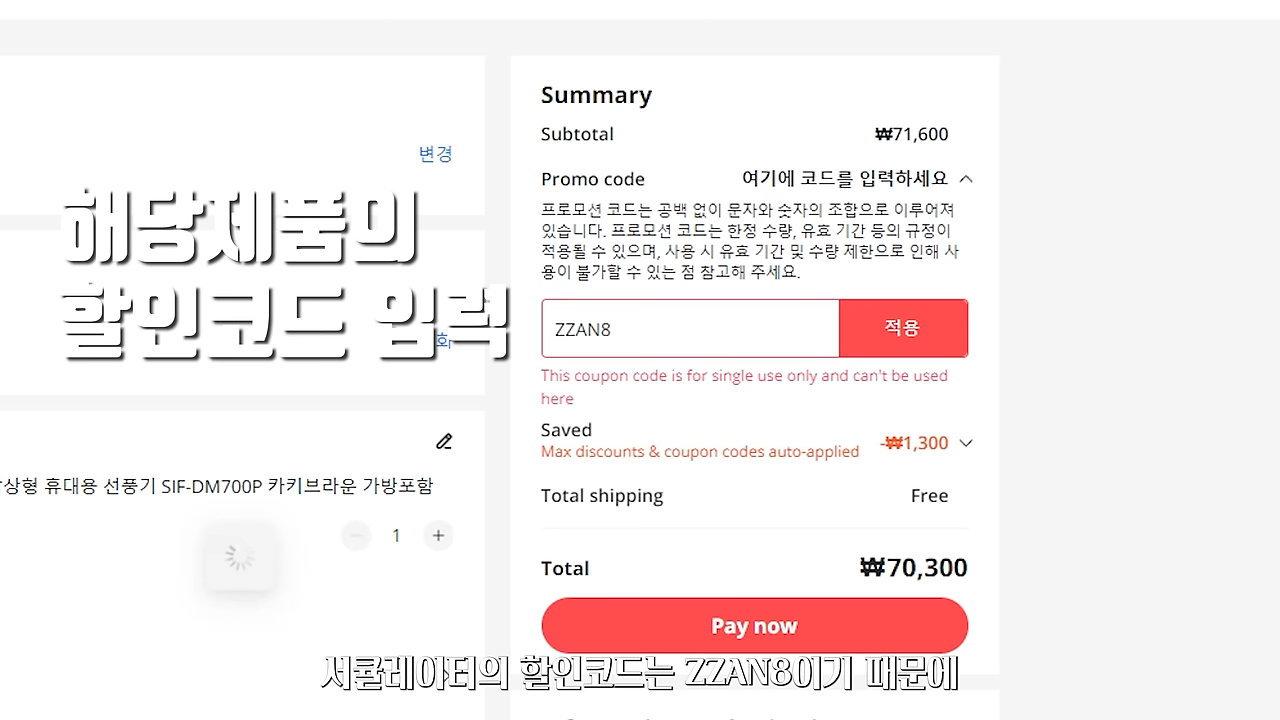 변경
해당제품의
할인코드 입력
화
상형 휴대용 선풍기 SIF-DM700P 카키브라운 가방포함
1
Summary
Subtotal ₩71,600
Promo code 여기에 코드를 입력하세요
프로모션 코드는 공백 없이 문자와 숫자의 조합으로 이루어져
있습니다. 프로모션 코드는 한정 수량, 유효 기간 등의 규정이
적용될 수 있으며, 사용 시 유효 기간 및 수량 제한으로 인해 사
용이 불가할 수 있는 점 참고해 주세요.
ZZAN8 적용
This coupon code is for single use only and can't be used
here
Saved
Max discounts & coupon codes auto-applied -₩1,300
Total shipping Free
Total ₩70,300
Pay now
서큘레이터의 할인코드는 ZZAN8이기 때문에